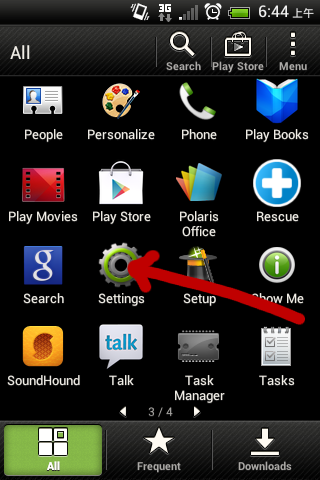 3G 6:44 上午
All Search Play Store Menu
People Personalize Phone Play Books
Play Movies Play Store Polaris Office Rescue
g
Search Settings Setup Show Me
talk
SoundHound Talk Task Manager Tasks
3 / 4
All Frequent Downloads